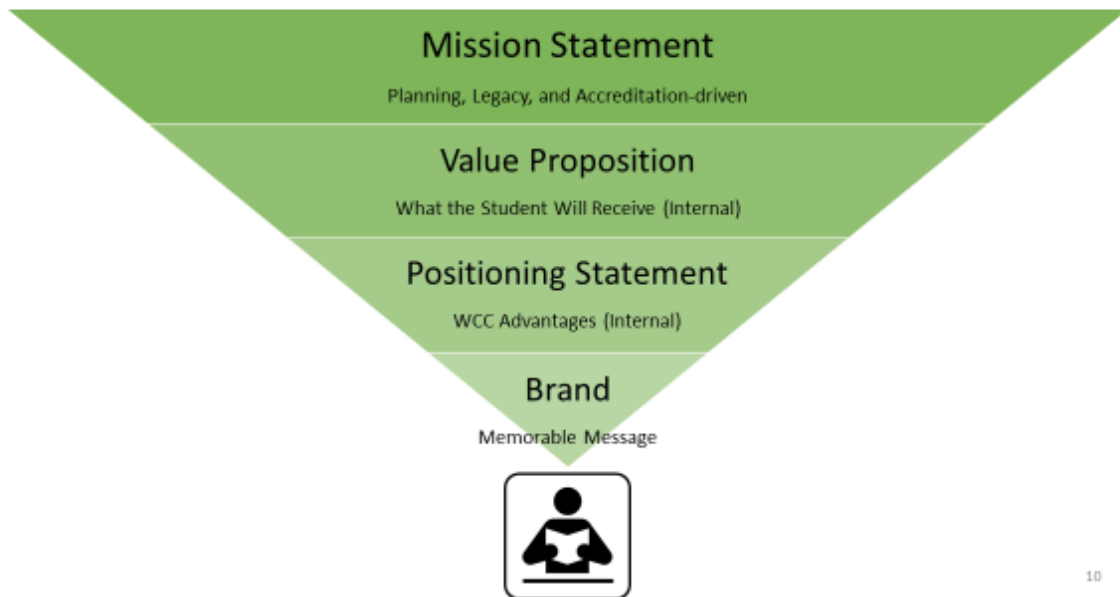 Mission Statement
Planning, Legacy, and Accreditation-driven
Value Proposition
What the Student Will Receive (Internal)
Positioning Statement
WCC Advantages (Internal)
Brand
Memorable Message
10